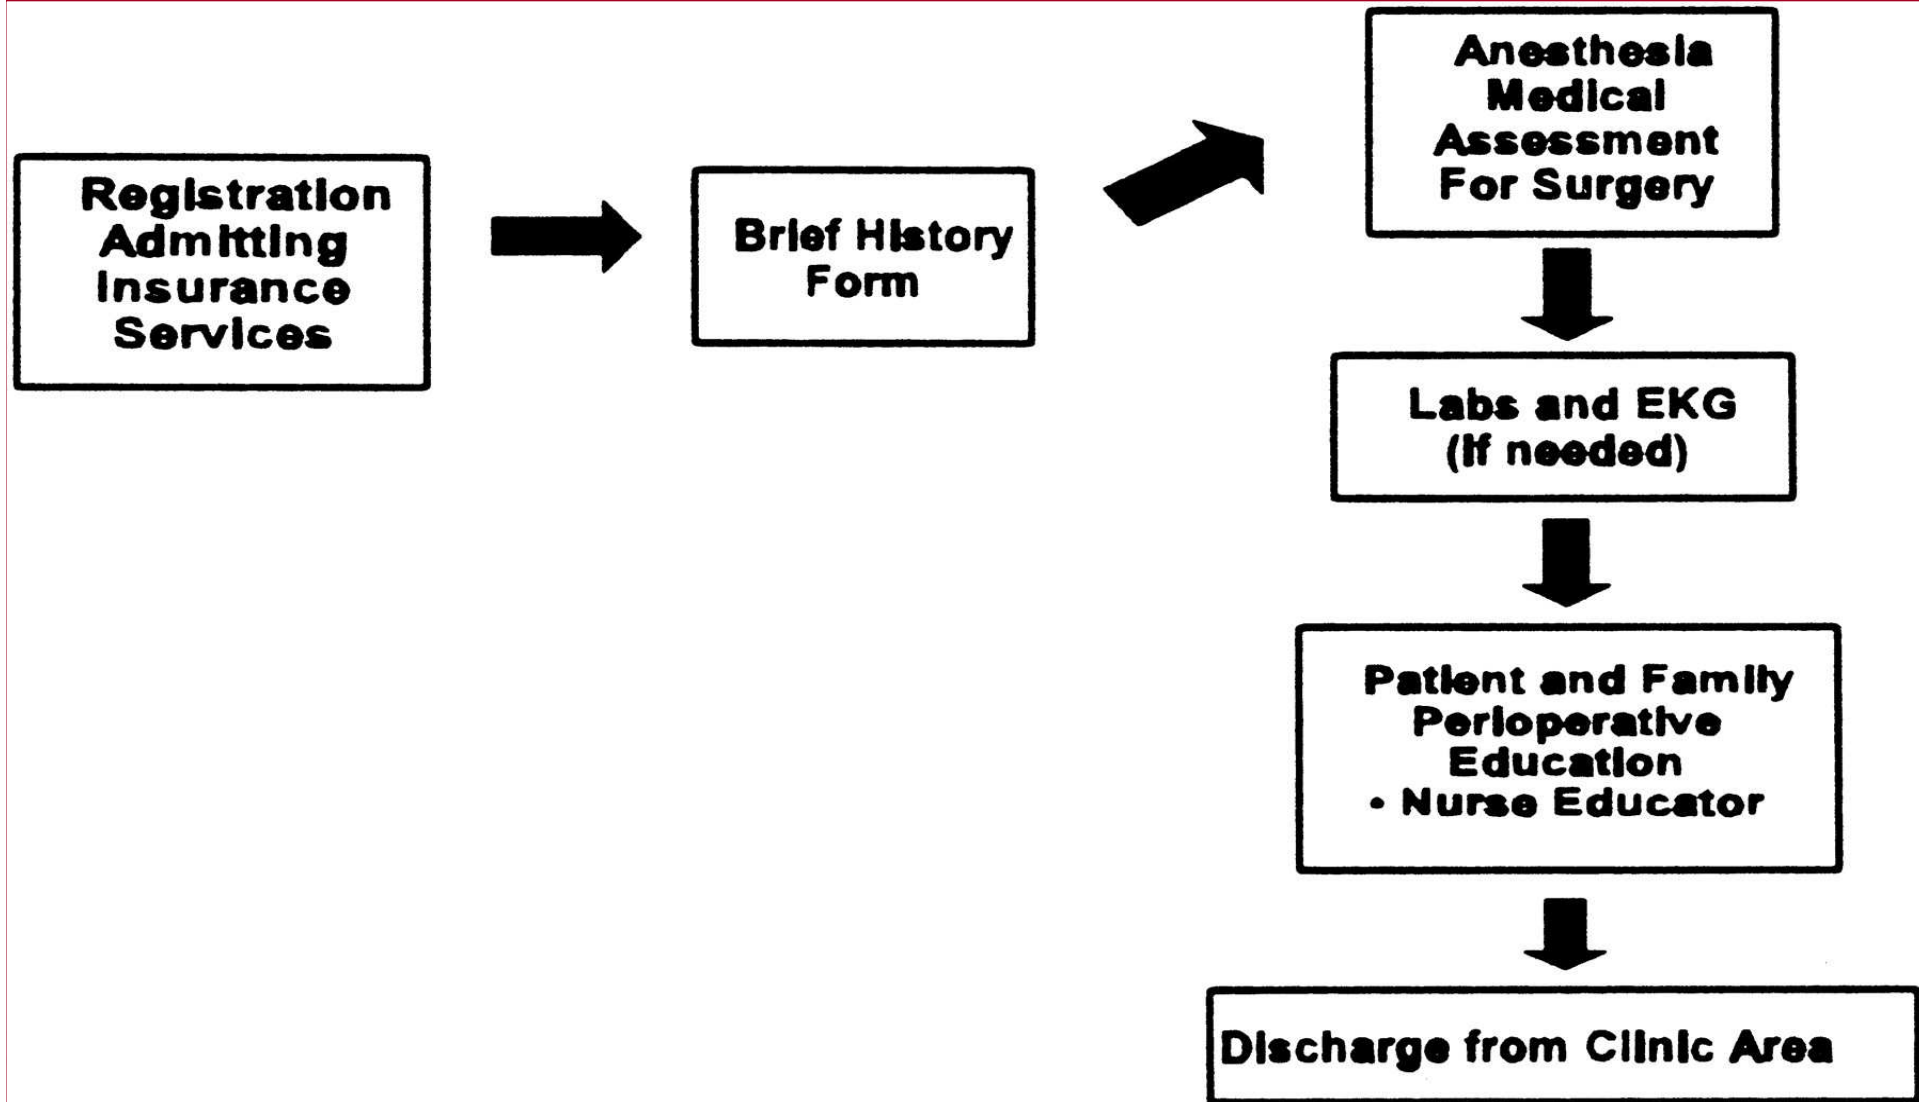 Registration
Admitting
Insurance
Services
Brief History
Form
Anesthesia
Medical
Assessment
For Surgery
Labs and EKG
(If needed)
Patient and Family
Perioperative
Education
• Nurse Educator
Discharge from Clinic Area